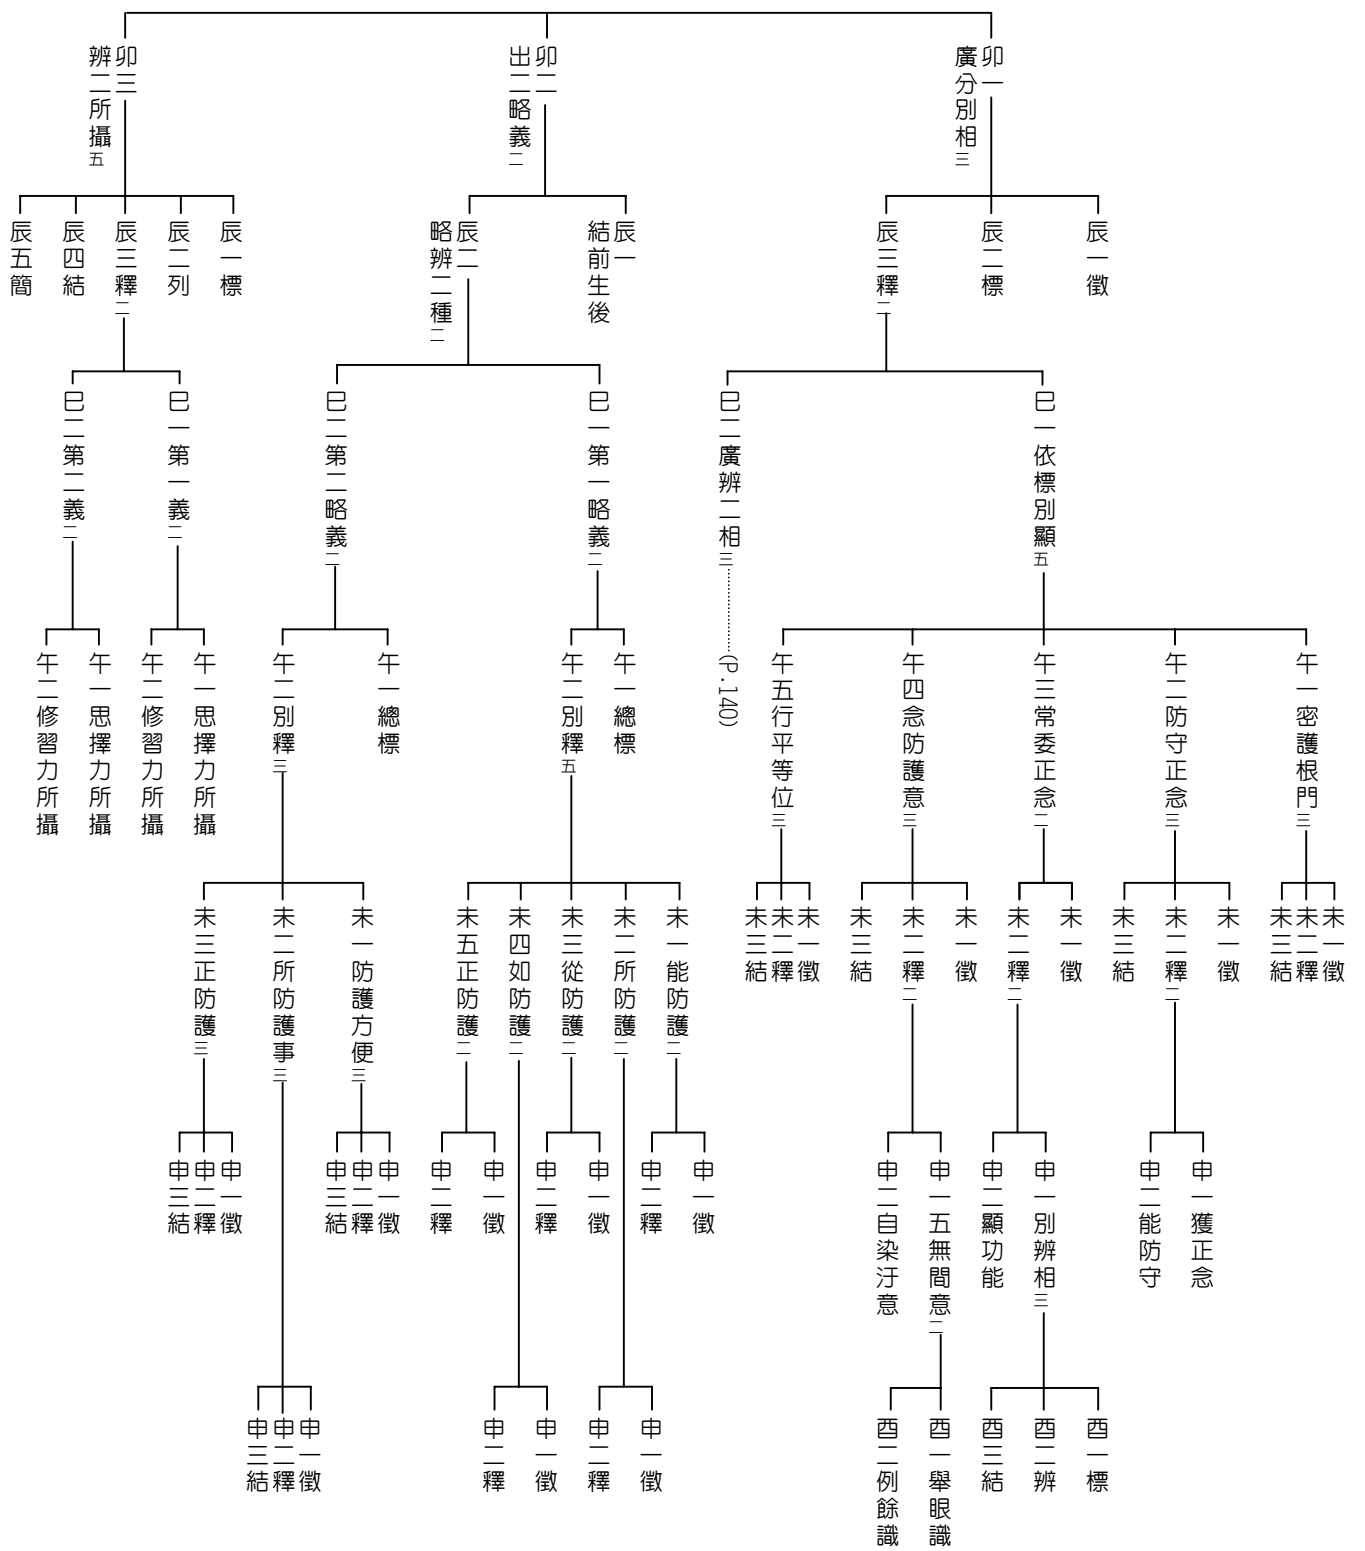 卯一
廣分別相三
卯二
出二略義二
卯三
辨二所攝五
辰一徵
辰二標
辰三釋二
辰一
結前生後
辰二
略辨二種二
辰一標
辰二列
辰三釋二
辰四結
辰五簡
巳一依標別顯五
巳二廣辨二相三…………(P.140)
巳一第一略義二
巳二第二略義二
巳一第一義二
巳二第二義二
午一密護根門三
午二防守正念三
午三常委正念二
午四念防護意三
午五行平等位三
午一總標
午二別釋五
午一總標
午二別釋三
午一思擇力所攝
午二修習力所攝
午一思擇力所攝
午二修習力所攝
未一徵
未二釋
未三結
未一徵
未二釋二
未三結
未一徵
未二釋二
未一徵
未二釋二
未三結
未一徵
未二釋
未三結
未一能防護二
未二所防護二
未三從防護二
未四如防護二
未五正防護二
未一防護方便三
未二所防護事三
未三正防護三
申一獲正念
申二能防守
申一別辨相三
申二顯功能
申一五無間意二
申二自染汙意
申一徵
申二釋
申一徵
申二釋
申一徵
申二釋
申一徵
申二釋
申三結
申一徵
申二釋
申三結
酉一標
酉二辨
酉三結
酉一舉眼識
酉二例餘識
申一徵
申二釋
申一徵
申二釋
申一徵
申二釋
申三結